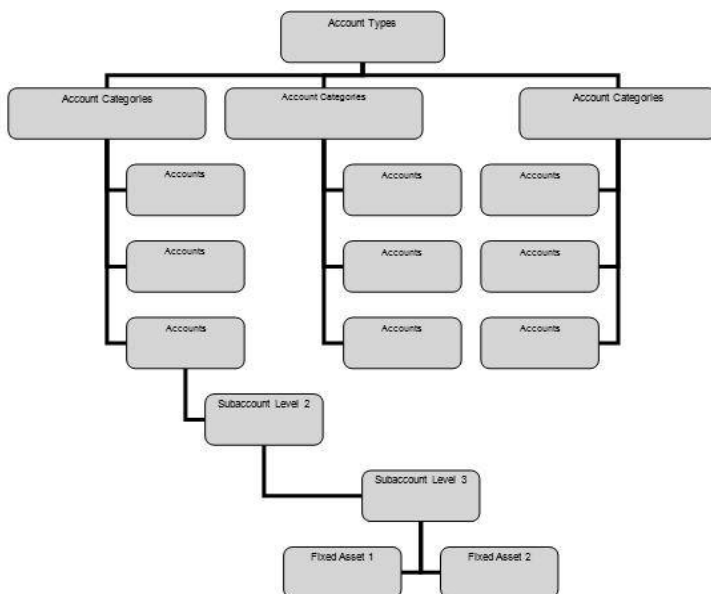 Account Types
Account Categories
Account Categories
Account Categories
Accounts
Accounts
Accounts
Accounts
Accounts
Accounts
Accounts
Accounts
Accounts
Subaccount Level 2
Subaccount Level 3
Fixed Asset 1
Fixed Asset 2